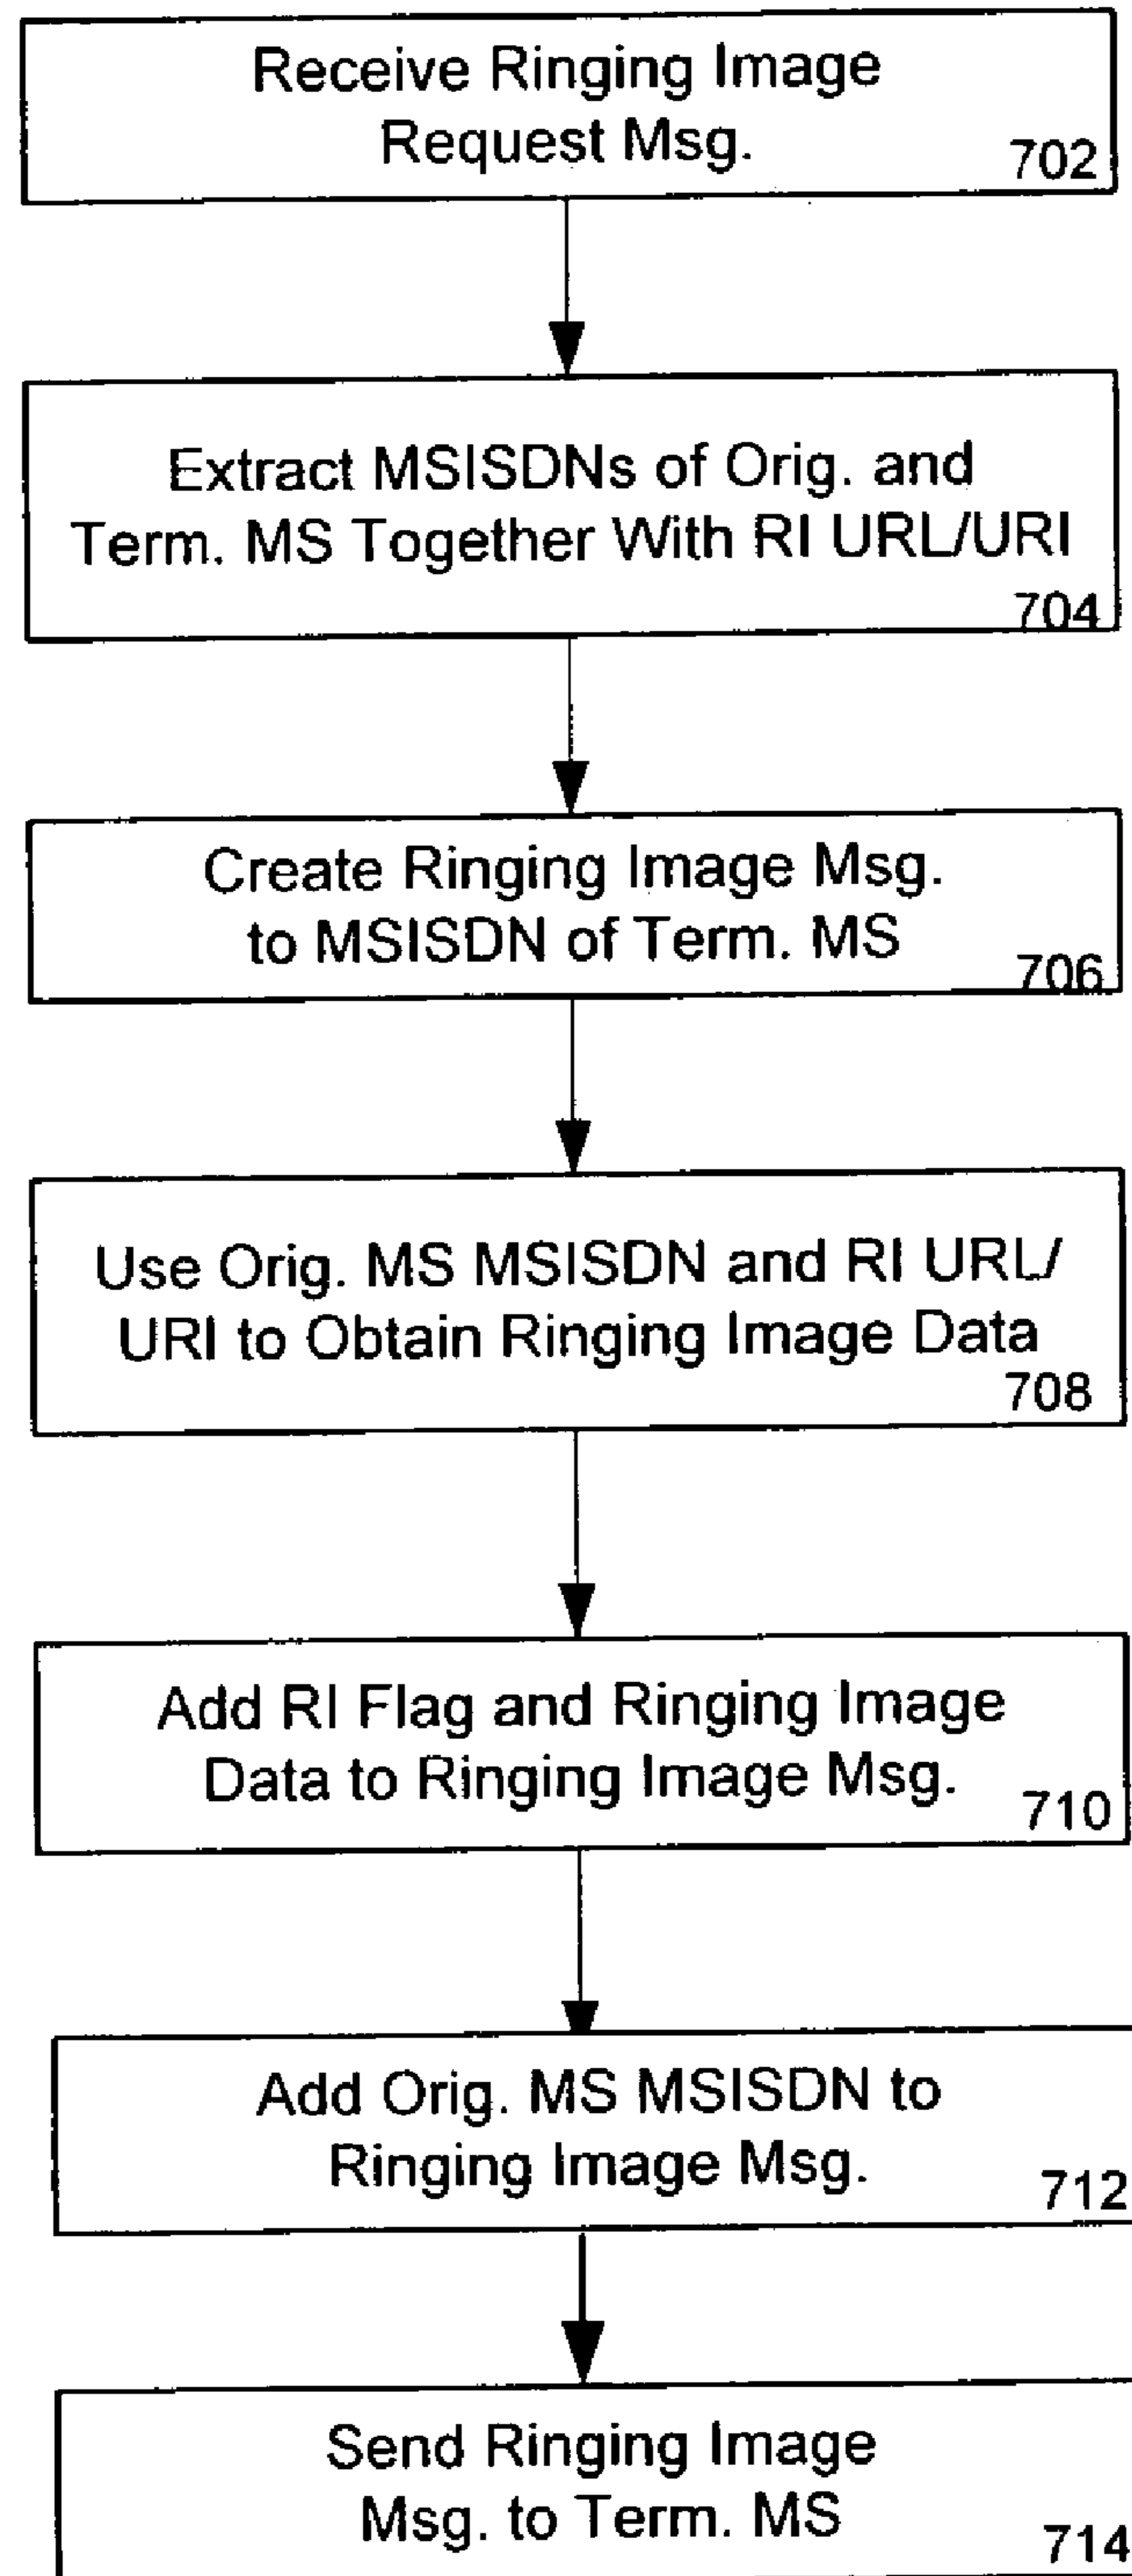 Receive Ringing Image
Request Msg.
702
Extract MSISDNs of Orig. and
Term. MS Together With RI URL/URI
704
Create Ringing Image Msg.
to MSISDN of Term. MS
706
Use Orig. MS MSISDN and RI URL/
URI to Obtain Ringing Image Data
708
Add RI Flag and Ringing Image
Data to Ringing Image Msg.
710
Add Orig. MS MSISDN to
Ringing Image Msg.
712
Send Ringing Image
Msg. to Term. MS
714